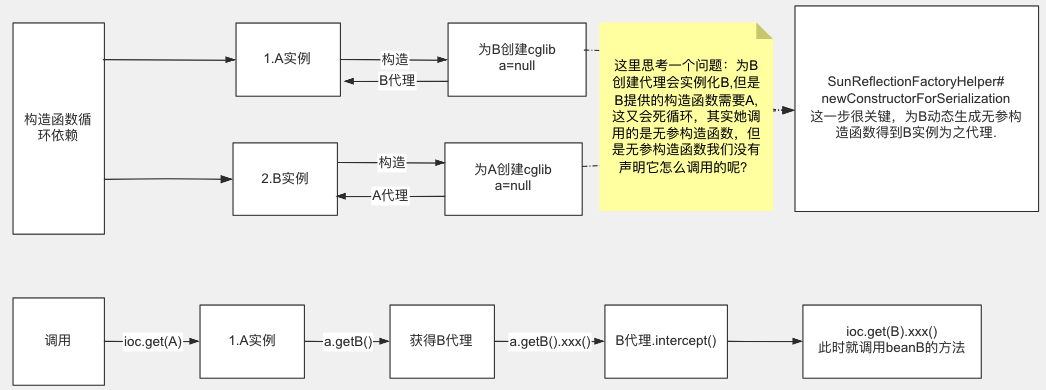 构造函数循
环依赖
1.A实例
构造
B代理
为B创建cglib
a=null
2.B实例
构造
A代理
为A创建cglib
a=null
这里思考一个问题：为B
创建代理会实例化B,但是
B提供的构造函数需要A,
这又会死循环，其实她调
用的是无参构造函数，但
是无参构造函数我们没有
声明它怎么调用的呢?
SunReflectionFactoryHelper#
newConstructorForSerialization
这一步很关键，为B动态生成无参构
造函数得到B实例为之代理.
调用
ioc.get(A)
1.A实例
a.getB()
获得B代理
a.getB().xxx()
B代理.intercept()
ioc.get(B).xxx()
此时就调用beanB的方法